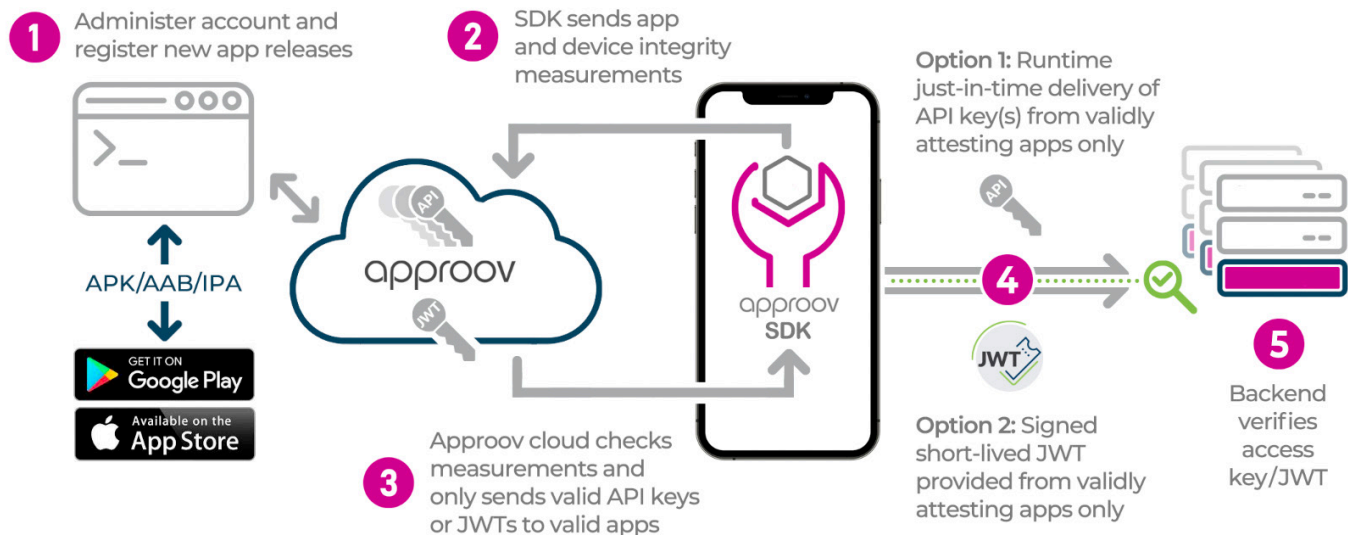 1
Administer account and
register new app releases
>_
APK/AAB/IPA
GET IT ON
Google Play
Available on the
App Store
2
SDK sends app
and device integrity
measurements
API
approov
JWT
3
Approov cloud checks
measurements and
only sends valid API keys
or JWTs to valid apps
approov
SDK
Option 1: Runtime
just-in-time delivery of
API key(s) from validly
attesting apps only
API
4
JWT
Option 2: Signed
short-lived JWT
provided from validly
attesting apps only
5
Backend
verifies
access
key/JWT